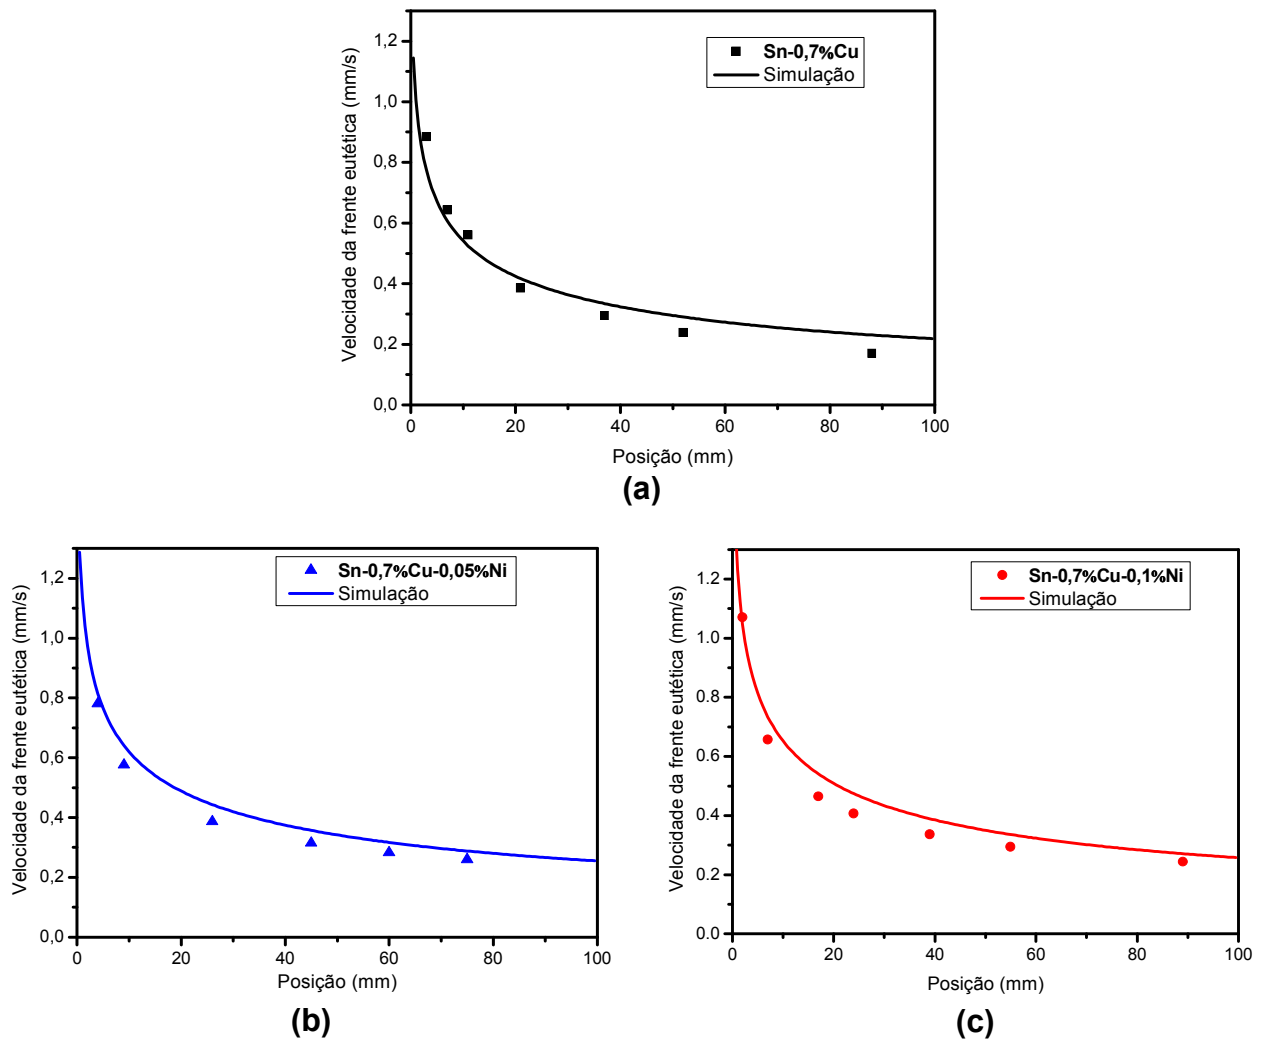 Velocidade da frente eutética (mm/s)
1,2
1,0
0,8
0,6
0,4
0,2
0,0
Sn-0,7%Cu
Simulação
0 20 40 60 80 100
Posição (mm)
(a)
Velocidade da frente eutética (mm/s)
1,2
1,0
0,8
0,6
0,4
0,2
0,0
Sn-0,7%Cu-0,05%Ni
Simulação
0 20 40 60 80 100
Posição (mm)
(b)
Velocidade da frente eutética (mm/s)
1.2
1.0
0.8
0.6
0.4
0.2
0.0
Sn-0,7%Cu-0,1%Ni
Simulação
0 20 40 60 80 100
Posição (mm)
(c)